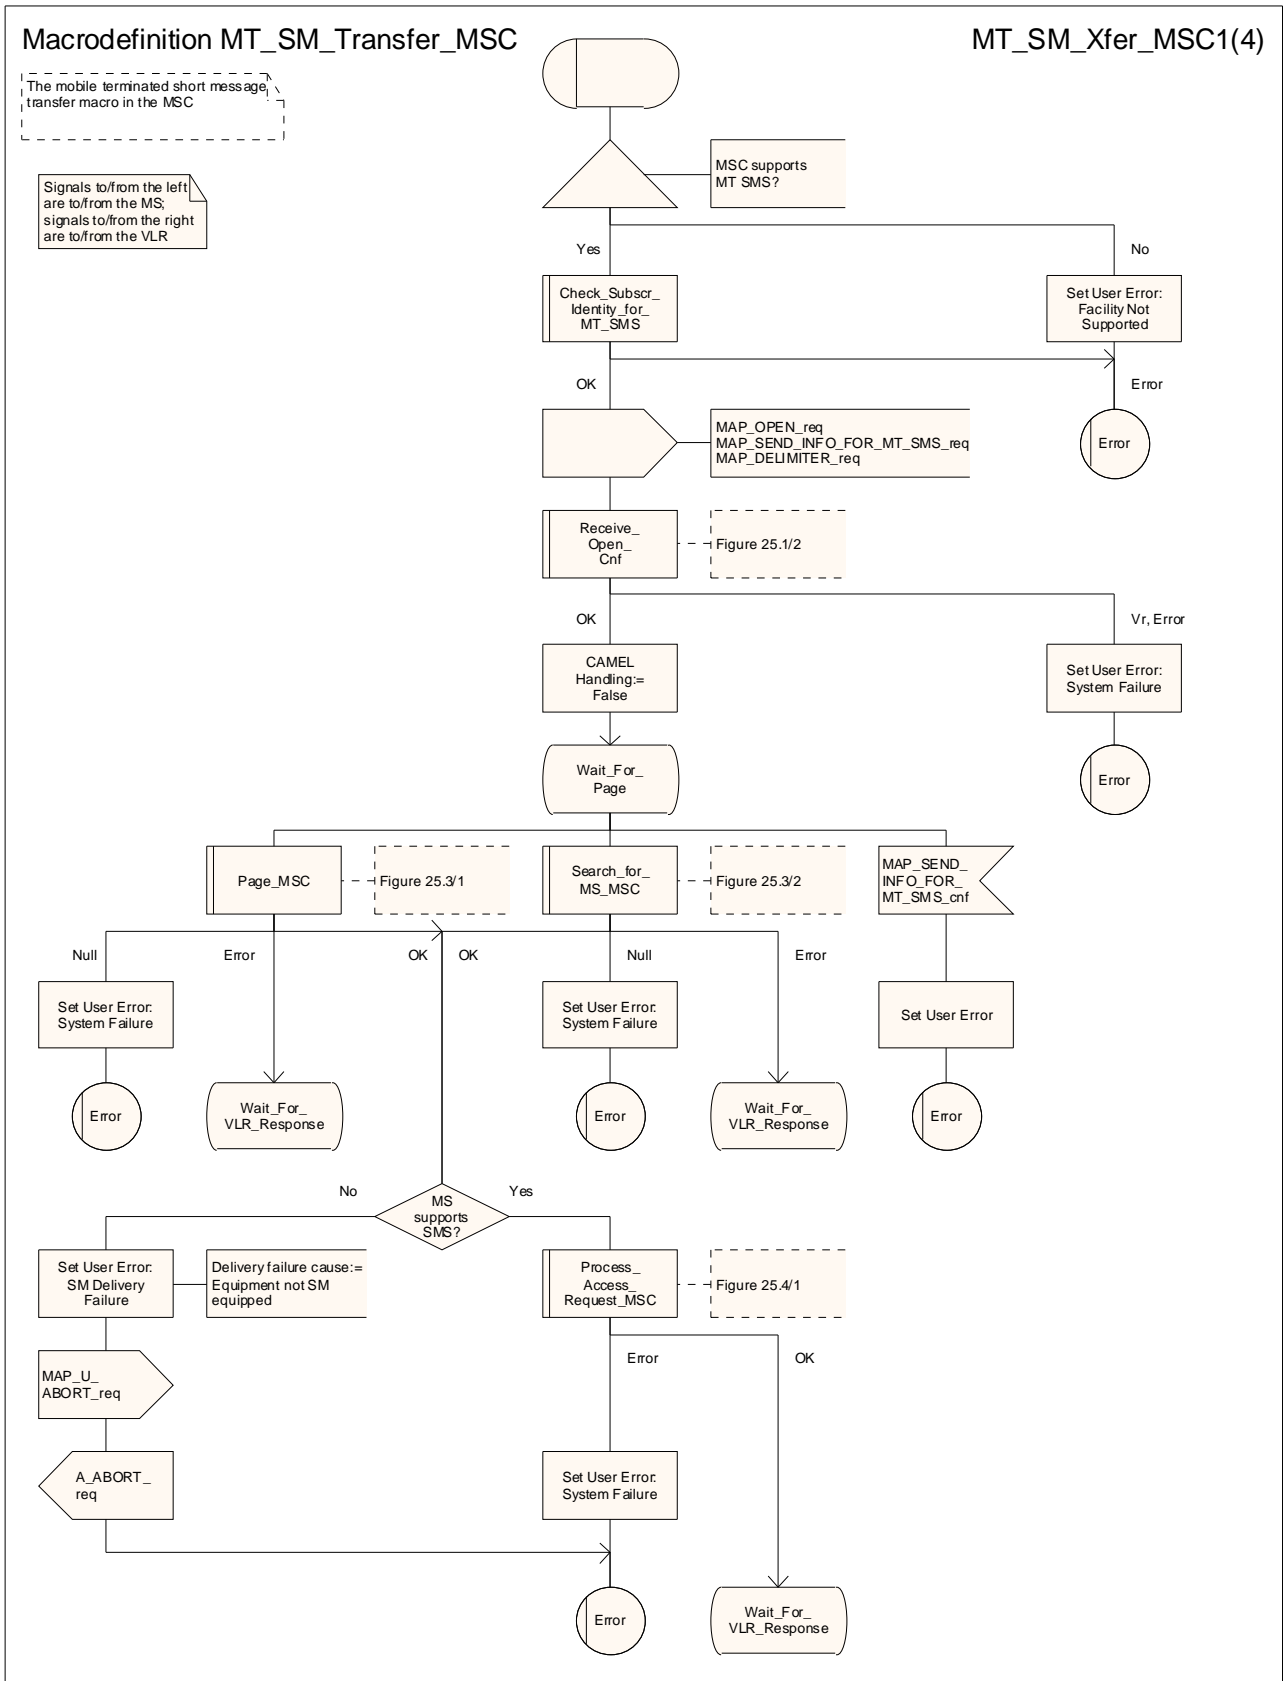 Macrodefinition MT_SM_Transfer_MSC
MT_SM_Xfer_MSC1(4)
The mobile terminated short message
transfer macro in the MSC
Signals to/from the left
are to/from the MS;
signals to/from the right
are to/from the VLR
MSC supports
MT SMS?
Yes
No
Check_Subscr_
Identity_for_
MT_SMS
Set User Error:
Facility Not
Supported
OK
Error
MAP_OPEN_req
MAP_SEND_INFO_FOR_MT_SMS_req
MAP_DELIMITER_req
Error
Receive_
Open_
Cnf
Figure 25.1/2
OK
Vr, Error
CAMEL
Handling:=
False
Set User Error:
System Failure
Wait_For_
Page
Error
Page_MSC
Figure 25.3/1
Search_for_
MS_MSC
Figure 25.3/2
MAP_SEND_
INFO_FOR_
MT_SMS_cnf
Null
Error
OK
OK
Null
Error
Set User Error:
System Failure
Set User Error:
System Failure
Set User Error
Error
Wait_For_
VLR_Response
Error
Wait_For_
VLR_Response
Error
No
MS
supports
SMS?
Yes
Set User Error:
SM Delivery
Failure
Delivery failure cause:=
Equipment not SM
equipped
Process_
Access_
Request_MSC
Figure 25.4/1
Error
OK
MAP_U_
ABORT_req
A_ABORT_
req
Set User Error:
System Failure
Error
Wait_For_
VLR_Response